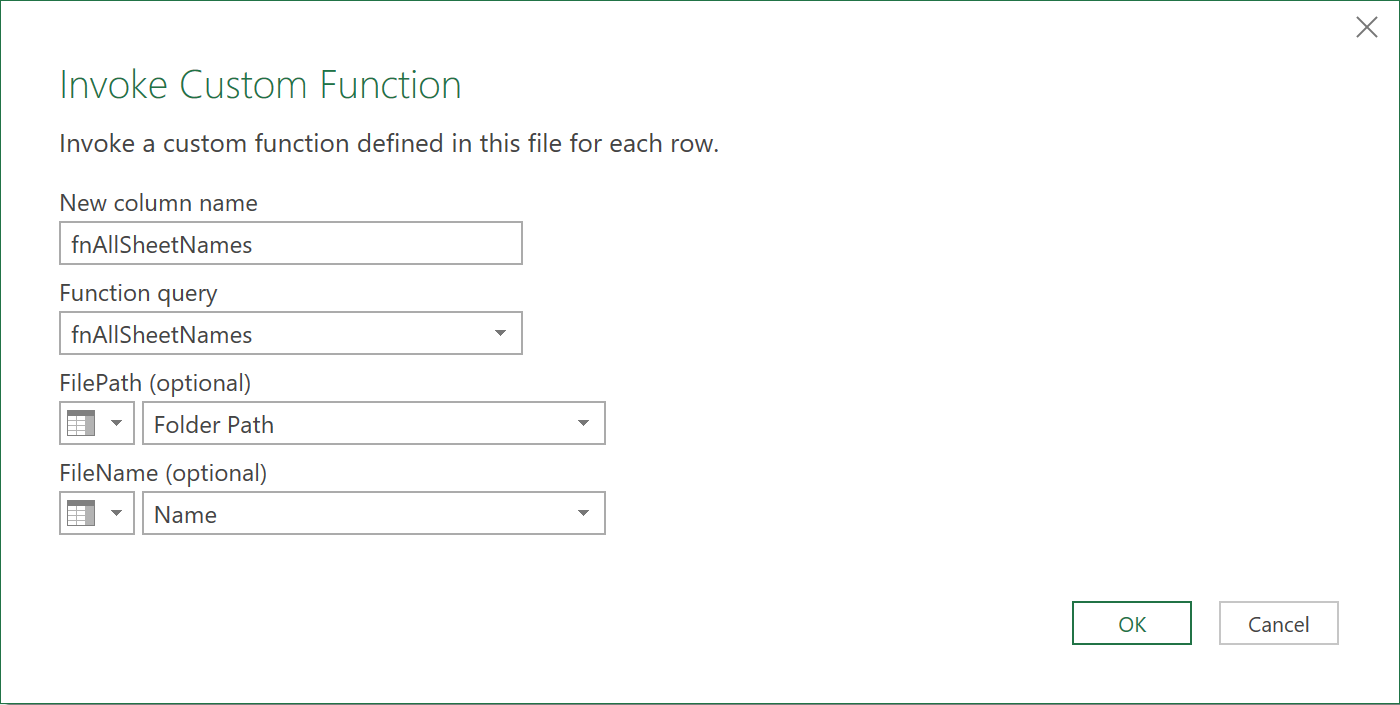 Invoke Custom Function
Invoke a custom function defined in this file for each row.
New column name
fnAllSheetNames
Function query
fnAllSheetNames
FilePath (optional)
Folder Path
FileName (optional)
Name
OK
Cancel